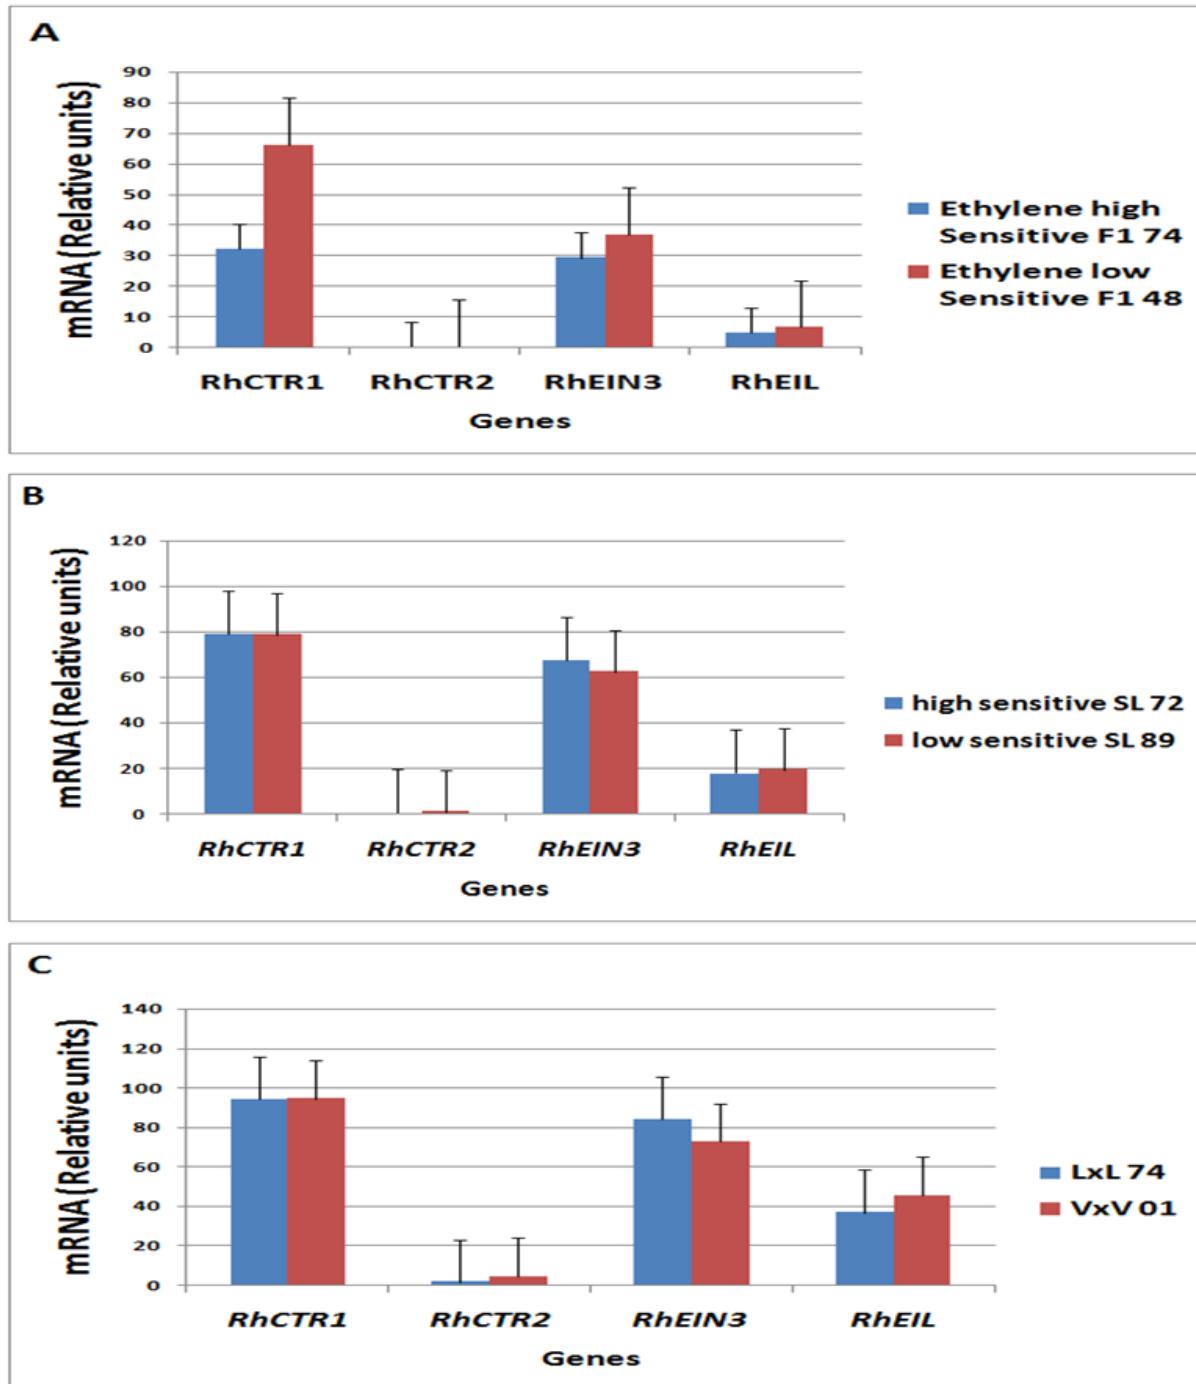 A
mRNA (Relative units)
90
80
70
60
50
40
30
20
10
0
RhCTR1 RhCTR2 RhEIN3 RhEIL
Genes
Ethylene high
Sensitive F1 74
Ethylene low
Sensitive F1 48
B
mRNA (Relative units)
120
100
80
60
40
20
0
RhCTR1 RhCTR2 RhEIN3 RhEIL
Genes
high sensitive SL 72
low sensitive SL 89
C
mRNA (Relative units)
140
120
100
80
60
40
20
0
RhCTR1 RhCTR2 RhEIN3 RhEIL
Genes
LxL 74
VxV 01